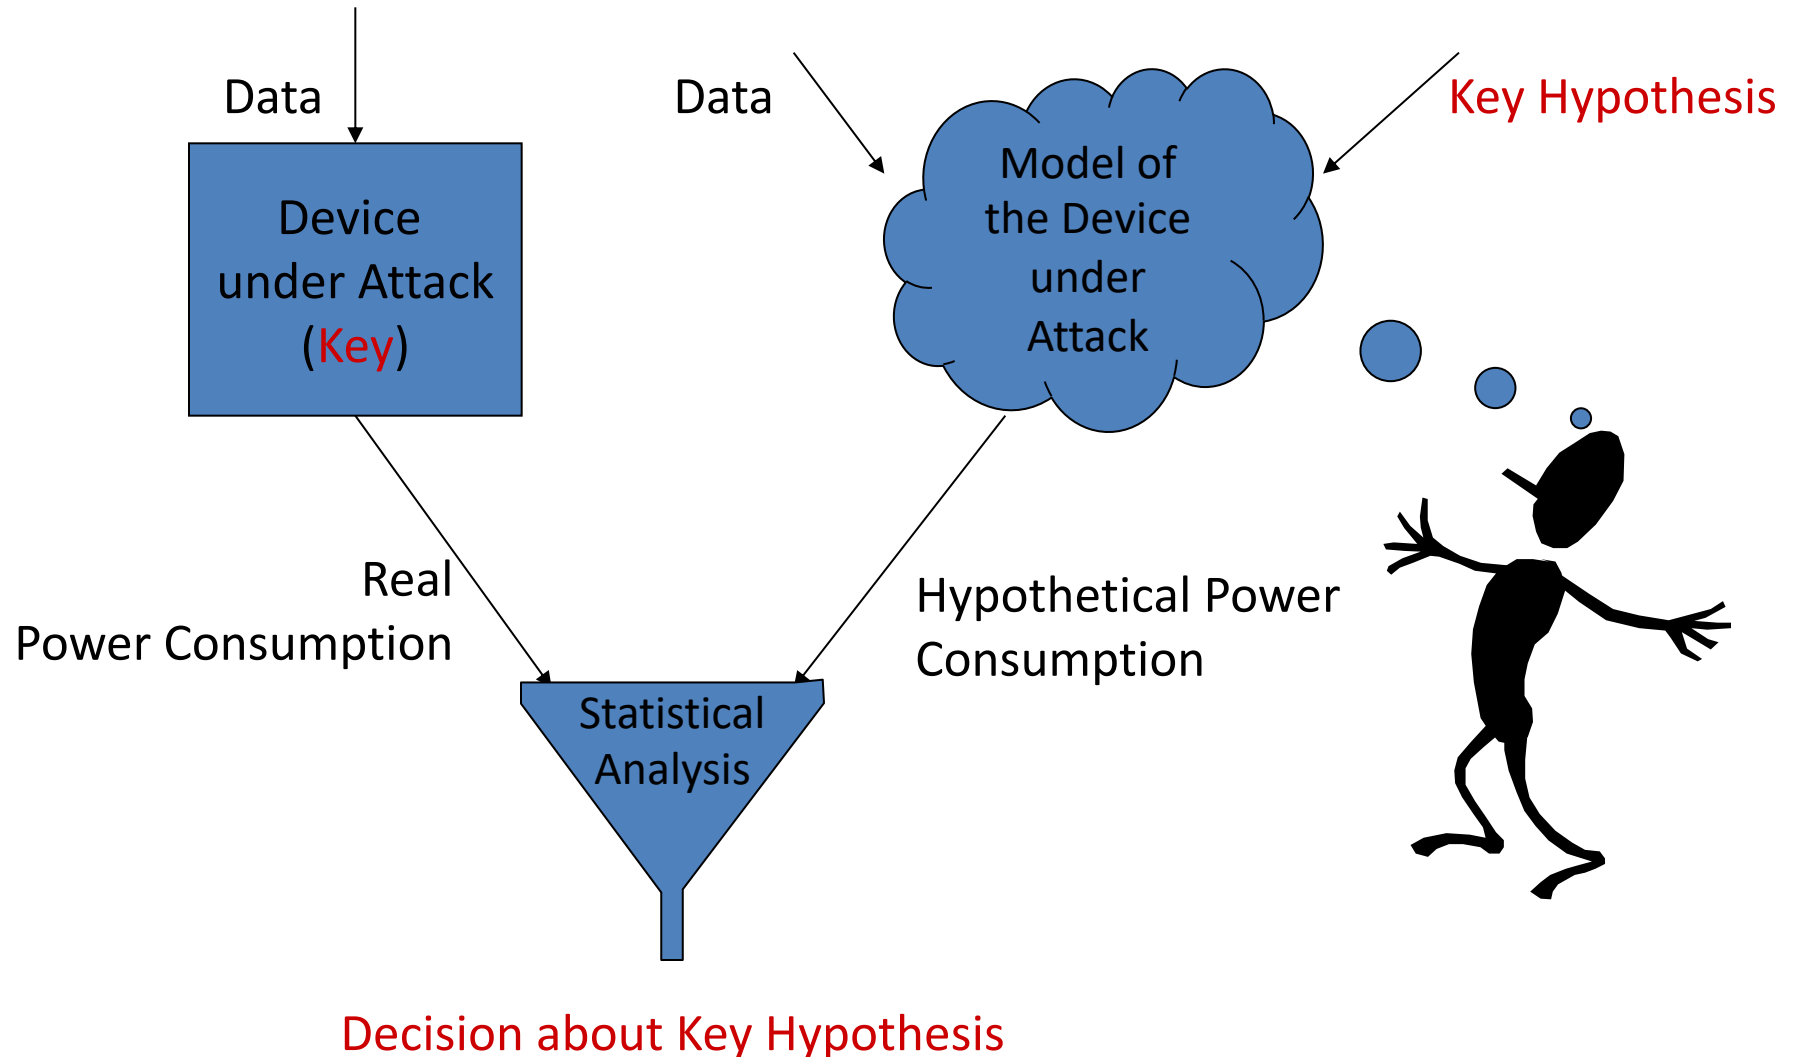 Data
Device
under Attack
(Key)
Data
Key Hypothesis
Model of
the Device
under
Attack
Real
Power Consumption
Hypothetical Power
Consumption
Statistical
Analysis
Decision about Key Hypothesis